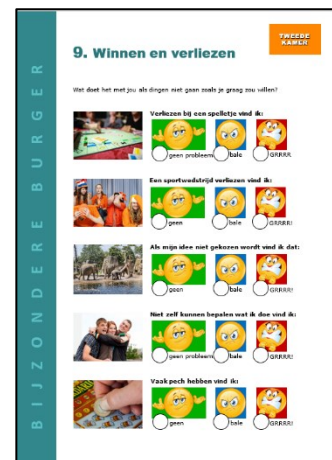 TWEEDE
KAMER
9. Winnen en verliezen
BIJZONDERE BURGER
Wat doet het met jou als dingen niet gaan zoals je graag zou willen?
Verliezen bij een spelletje vind ik:
geen probleem
bale
GRRRR
Een sportwedstrijd verliezen vind ik:
geen
bale
GRRRR!
Als mijn idee niet gekozen wordt vind ik dat:
geen
bale
GRRRR!
Niet zelf kunnen bepalen wat ik doe vind ik:
geen probleem
bale
GRRRR!
Vaak pech hebben vind ik:
geen
bale
GRRRR!